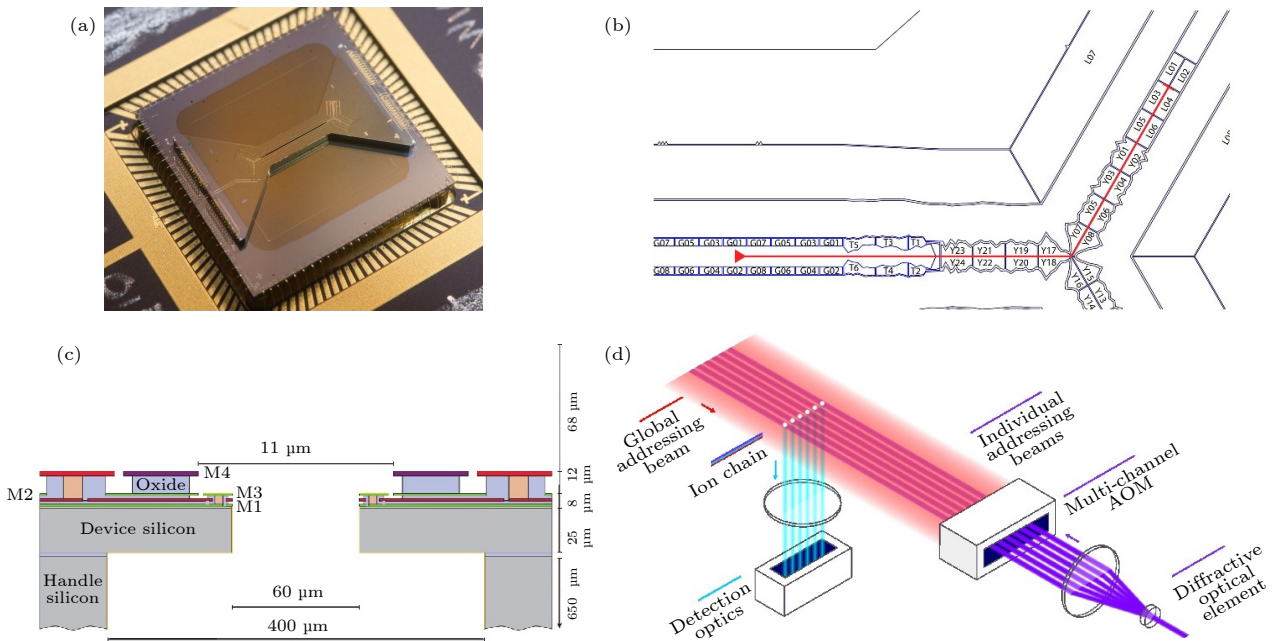 (a)
(b)
L07
L01
L02
L03
L04
L05
L06
Y01
Y02
Y03
Y04
Y05
Y06
Y07
Y08
G07 G05 G03 G01 G07 G05 G03 G01 T5 T3 T1
Y23 Y21 Y19 Y17
Y24 Y22 Y20 Y18
G08 G06 G04 G02 G08 G06 G04 G02 T6 T4 T2
Y15
Y16
Y13
Y14
(c)
68 µm
11 µm
12 µm
M4
Oxide
M2
M3
M1
8 µm
Device silicon
25 µm
Handle
silicon
60 µm
650 µm
400 µm
(d)
Global
addressing
beam
Ion chain
Individual
addressing
beams
Multi-channel
AOM
Detection
optics
Diffractive
optical
element